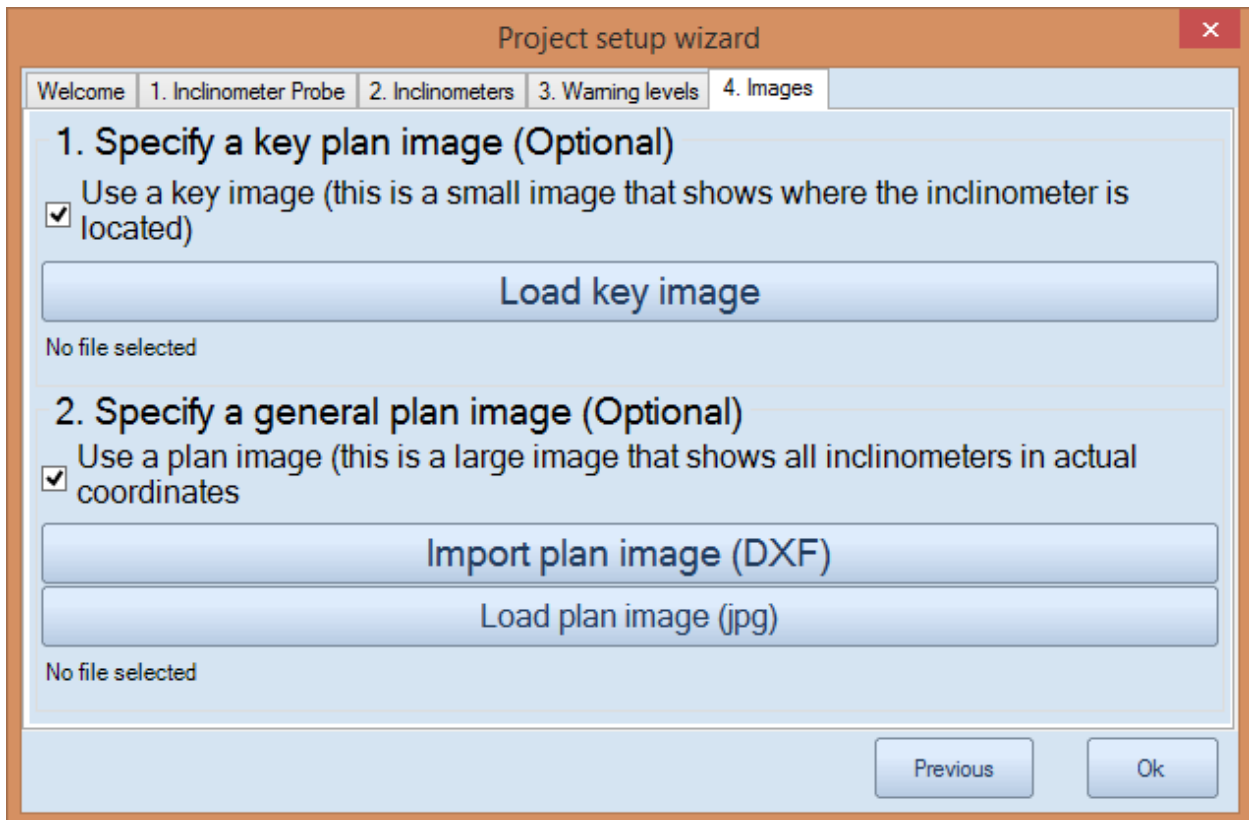 Project setup wizard
Welcome 1. Inclinometer Probe 2. Inclinometers 3. Warning levels 4. Images
1. Specify a key plan image (Optional)
Use a key image (this is a small image that shows where the inclinometer is
located)
Load key image
No file selected
2. Specify a general plan image (Optional)
Use a plan image (this is a large image that shows all inclinometers in actual
coordinates
Import plan image (DXF)
Load plan image (jpg)
No file selected
Previous Ok